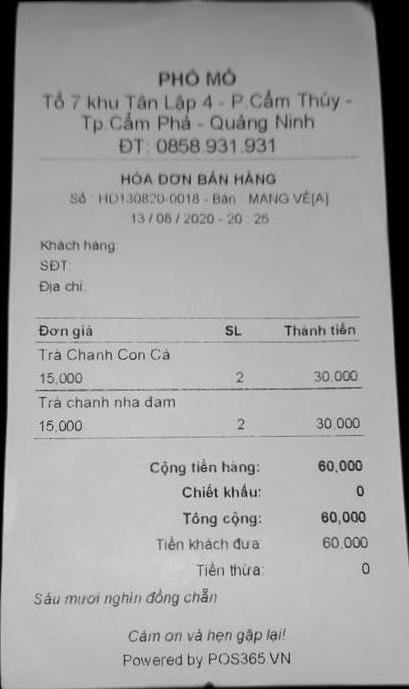 PHÔ MÔ
Tổ 7 khu Tân Lập 4 - P.Cẩm Thủy -
Tp.Cẩm Phả - Quảng Ninh
ĐT: 0858.931.931
HÓA ĐƠN BÁN HÀNG
Số : HD130820-0018 - Bàn : MANG VỀ[A]
13 / 08 / 2020 - 20 : 25
Khách hàng:
SĐT:
Địa chỉ:
Đơn giá SL Thành tiền
Trà Chanh Con Cá
15,000 2 30,000
Trà chanh nha đam
15,000 2 30,000
Cộng tiền hàng: 60,000
Chiết khấu: 0
Tổng cộng: 60,000
Tiền khách đưa: 60,000
Tiền thừa: 0
Sáu mươi nghìn đồng chẵn
Cảm ơn và hẹn gặp lại!
Powered by POS365.VN